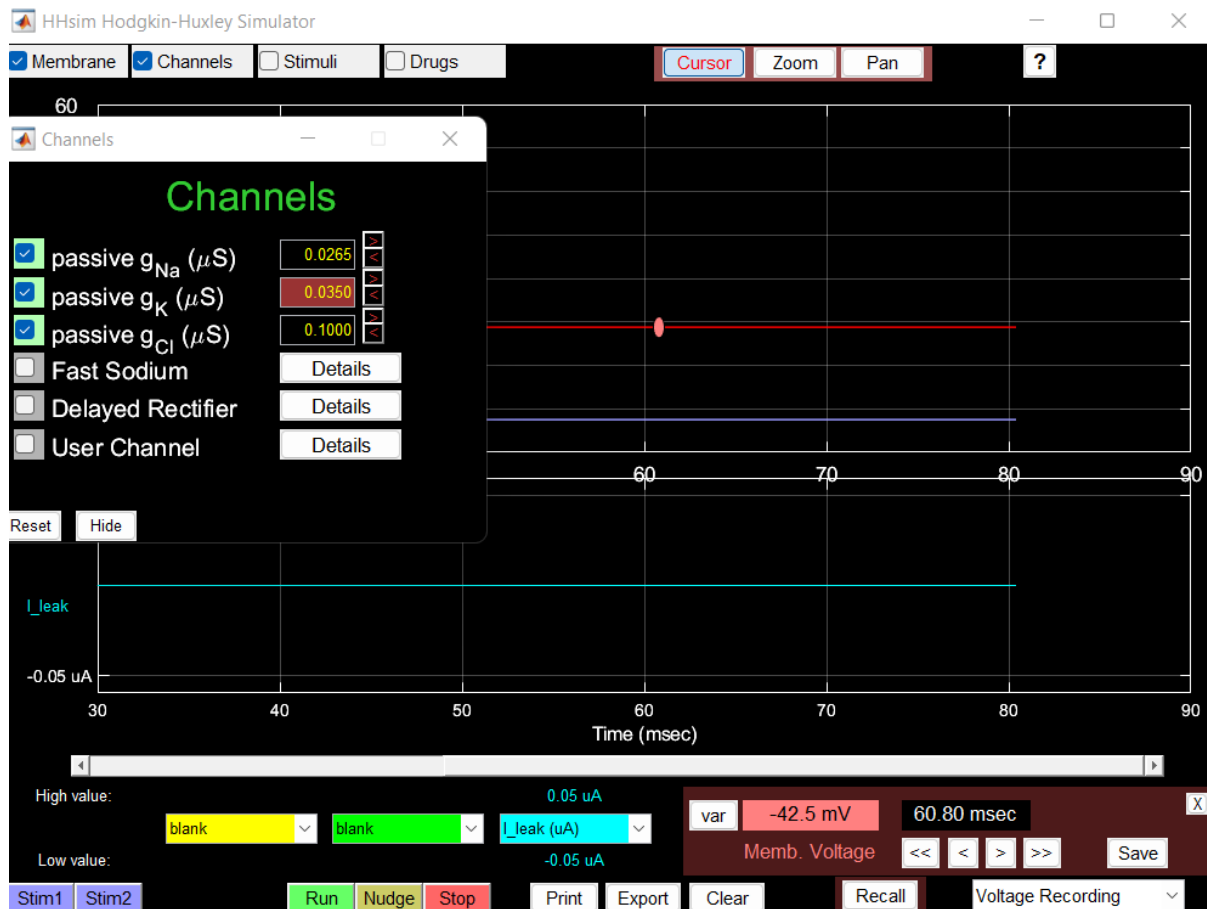 HHsim Hodgkin-Huxley Simulator
Membrane Channels Stimuli Drugs Cursor Zoom Pan ?
60
Channels
Channels
passive gNa (μS) 0.0265 > <
passive gK (μS) 0.0350 > <
passive gCl (μS) 0.1000 > <
Fast Sodium Details
Delayed Rectifier Details
User Channel Details
60 70 80 90
Reset Hide
I_leak
-0.05 uA
30 40 50 60 70 80 90
Time (msec)
High value: 0.05 uA
blank blank I_leak (uA)
Low value: -0.05 uA
var -42.5 mV 60.80 msec X
Memb. Voltage << < > >> Save
Stim1 Stim2 Run Nudge Stop Print Export Clear Recall Voltage Recording